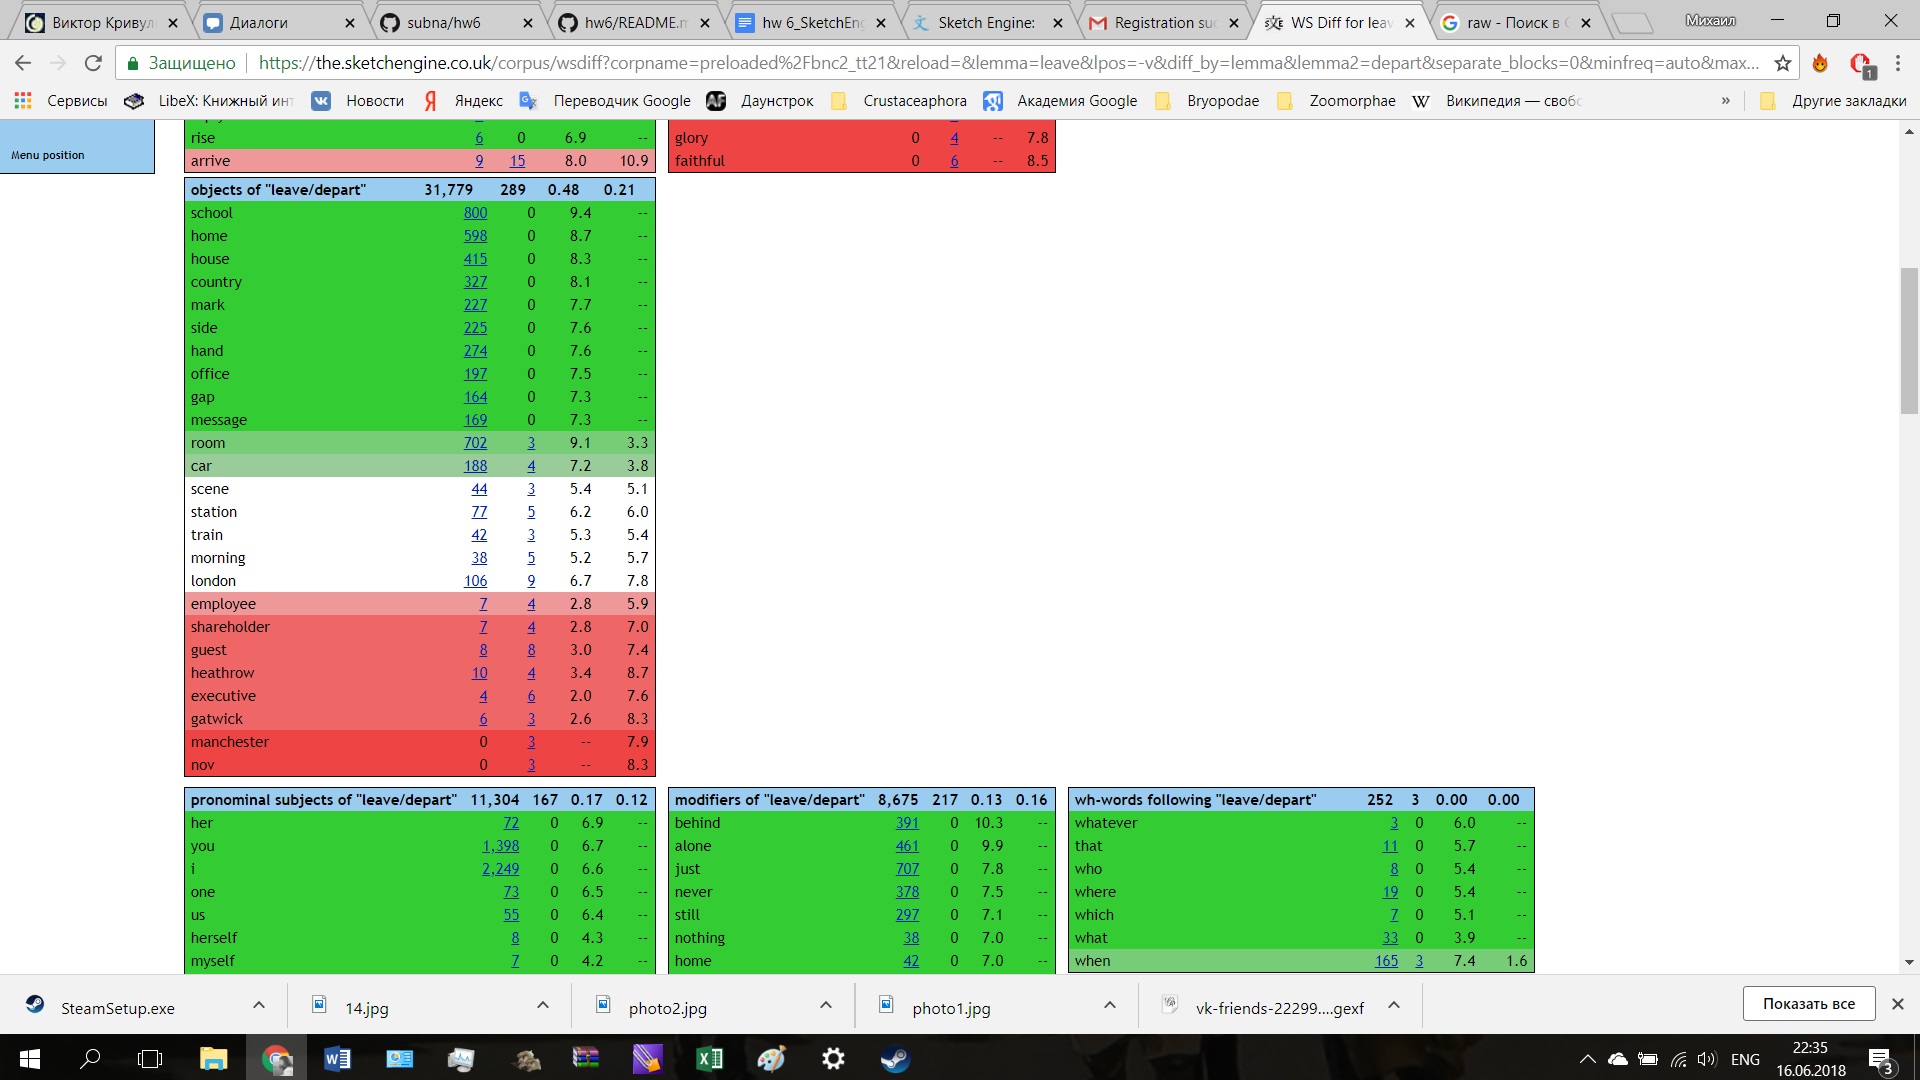 Виктор Кривул
Диалоги
subna/hw6
hw6/README.m
hw 6_SketchEng
Sketch Engine:
Registration su
WS Diff for leav
raw - Поиск в
Михаил
Защищено https://the.sketchengine.co.uk/corpus/wsdiff?corpname=preloaded%2Fbnc2_tt21&reload=&lemma=leave&lpos=-v&diff_by=lemma&lemma2=depart&separate_blocks=0&minfreq=auto&max...
Сервисы LibeX: Книжный инт Новости Яндекс Переводчик Google Даунстрок Crustaceaphora Академия Google Bryopodae Zoomorphae Википедия — своб » Другие закладки
Menu position
rise 6 0 6.9 --
arrive 9 15 8.0 10.9
glory 0 4 -- 7.8
faithful 0 6 -- 8.5
objects of "leave/depart" 31,779 289 0.48 0.21
school 800 0 9.4 --
home 598 0 8.7 --
house 415 0 8.3 --
country 327 0 8.1 --
mark 227 0 7.7 --
side 225 0 7.6 --
hand 274 0 7.6 --
office 197 0 7.5 --
gap 164 0 7.3 --
message 169 0 7.3 --
room 702 3 9.1 3.3
car 188 4 7.2 3.8
scene 44 3 5.4 5.1
station 77 5 6.2 6.0
train 42 3 5.3 5.4
morning 38 5 5.2 5.7
london 106 9 6.7 7.8
employee 7 4 2.8 5.9
shareholder 7 4 2.8 7.0
guest 8 8 3.0 7.4
heathrow 10 4 3.4 8.7
executive 4 6 2.0 7.6
gatwick 6 3 2.6 8.3
manchester 0 3 -- 7.9
nov 0 3 -- 8.3
pronominal subjects of "leave/depart" 11,304 167 0.17 0.12
her 72 0 6.9 --
you 1,398 0 6.7 --
i 2,249 0 6.6 --
one 73 0 6.5 --
us 55 0 6.4 --
herself 8 0 4.3 --
myself 7 0 4.2 --
modifiers of "leave/depart" 8,675 217 0.13 0.16
behind 391 0 10.3 --
alone 461 0 9.9 --
just 707 0 7.8 --
never 378 0 7.5 --
still 297 0 7.1 --
nothing 38 0 7.0 --
home 42 0 7.0 --
wh-words following "leave/depart" 252 3 0.00 0.00
whatever 3 0 6.0 --
that 11 0 5.7 --
who 8 0 5.4 --
where 19 0 5.4 --
which 7 0 5.1 --
what 33 0 3.9 --
when 165 3 7.4 1.6
SteamSetup.exe
14.jpg
photo2.jpg
photo1.jpg
vk-friends-22299....gexf
Показать все
ENG
22:35
16.06.2018
3